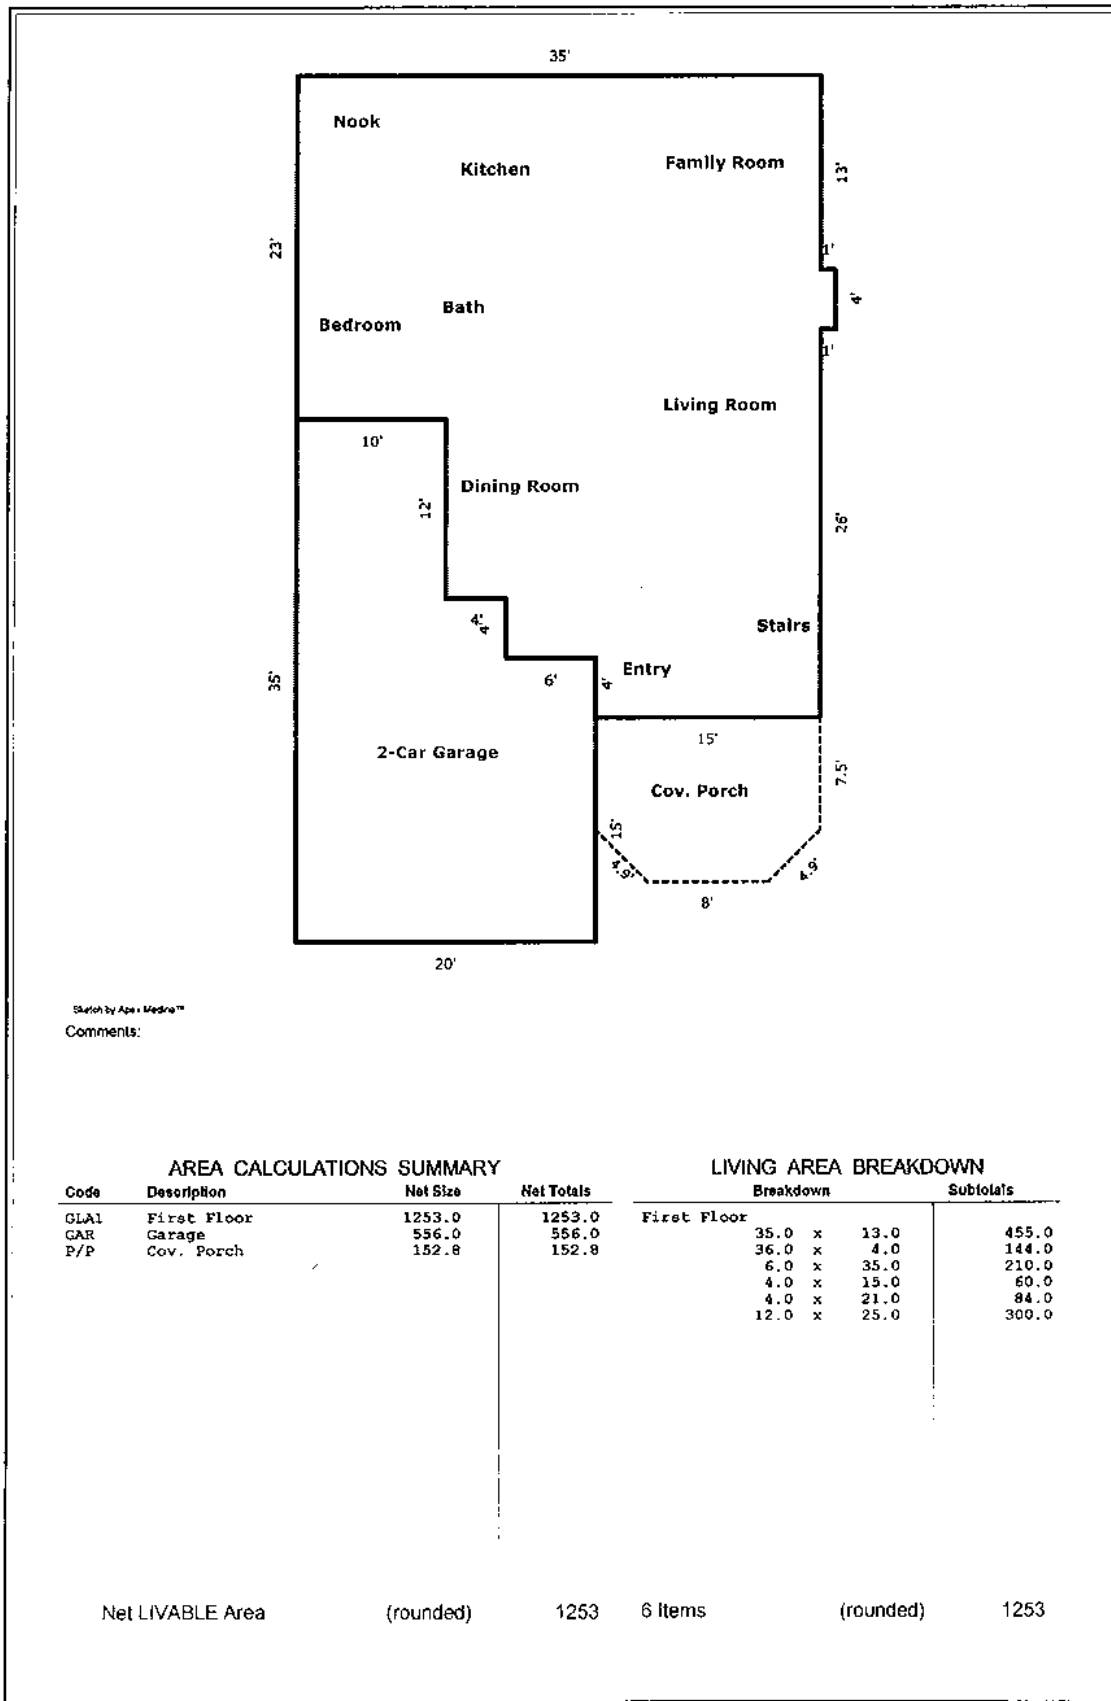 35'
Nook
Kitchen
Family Room
13'
23'
1'
4'
1'
Bath
Bedroom
Living Room
10'
12'
Dining Room
26'
4'
4'
Stairs
6'
4'
Entry
35'
15'
2-Car Garage
7.5'
Cov. Porch
15'
4.9'
4.9'
8'
20'
Sketch by Apex Medina™
Comments:
AREA CALCULATIONS SUMMARY
Code Description Net Size Net Totals
GLA1 First Floor 1253.0 1253.0
GAR Garage 556.0 556.0
P/P Cov. Porch 152.8 152.8
LIVING AREA BREAKDOWN
Breakdown Subtotals
First Floor
35.0 x 13.0 455.0
36.0 x 4.0 144.0
6.0 x 35.0 210.0
4.0 x 15.0 60.0
4.0 x 21.0 84.0
12.0 x 25.0 300.0
Net LIVABLE Area (rounded) 1253
6 Items (rounded) 1253